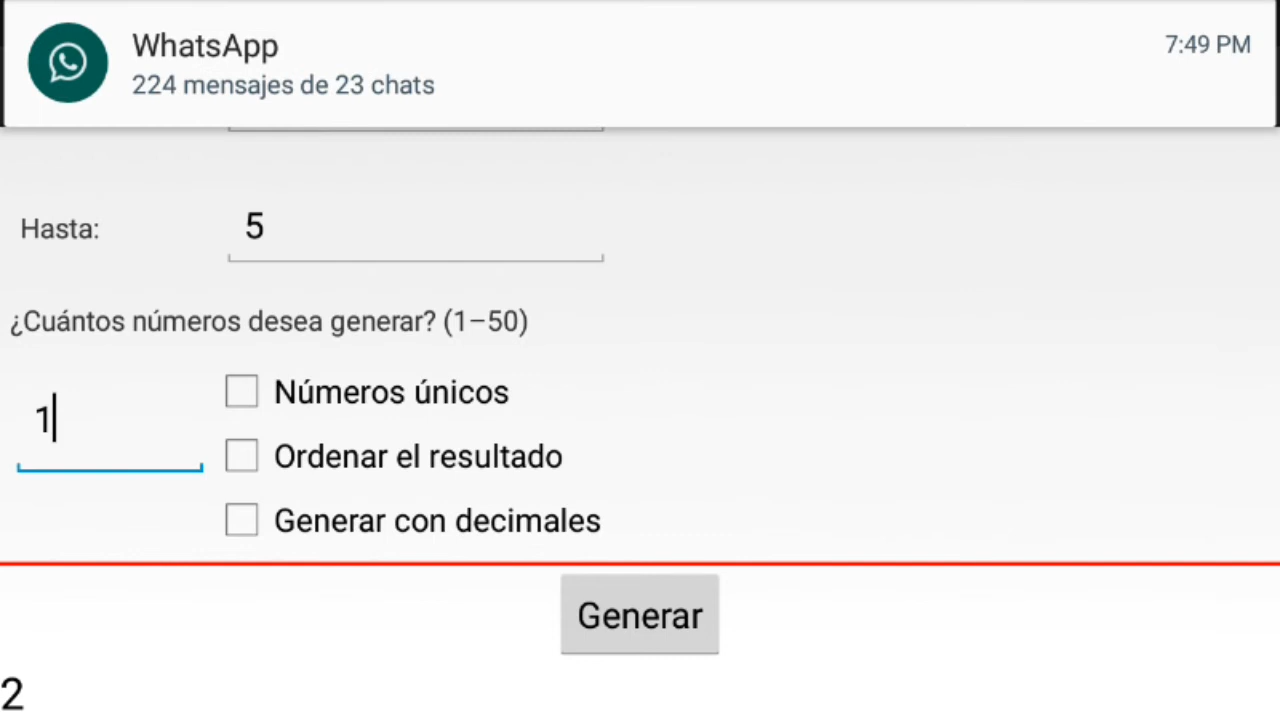 WhatsApp
7:49 PM
224 mensajes de 23 chats
Hasta:
5
¿Cuántos números desea generar? (1–50)
1
Números únicos
Ordenar el resultado
Generar con decimales
Generar
2